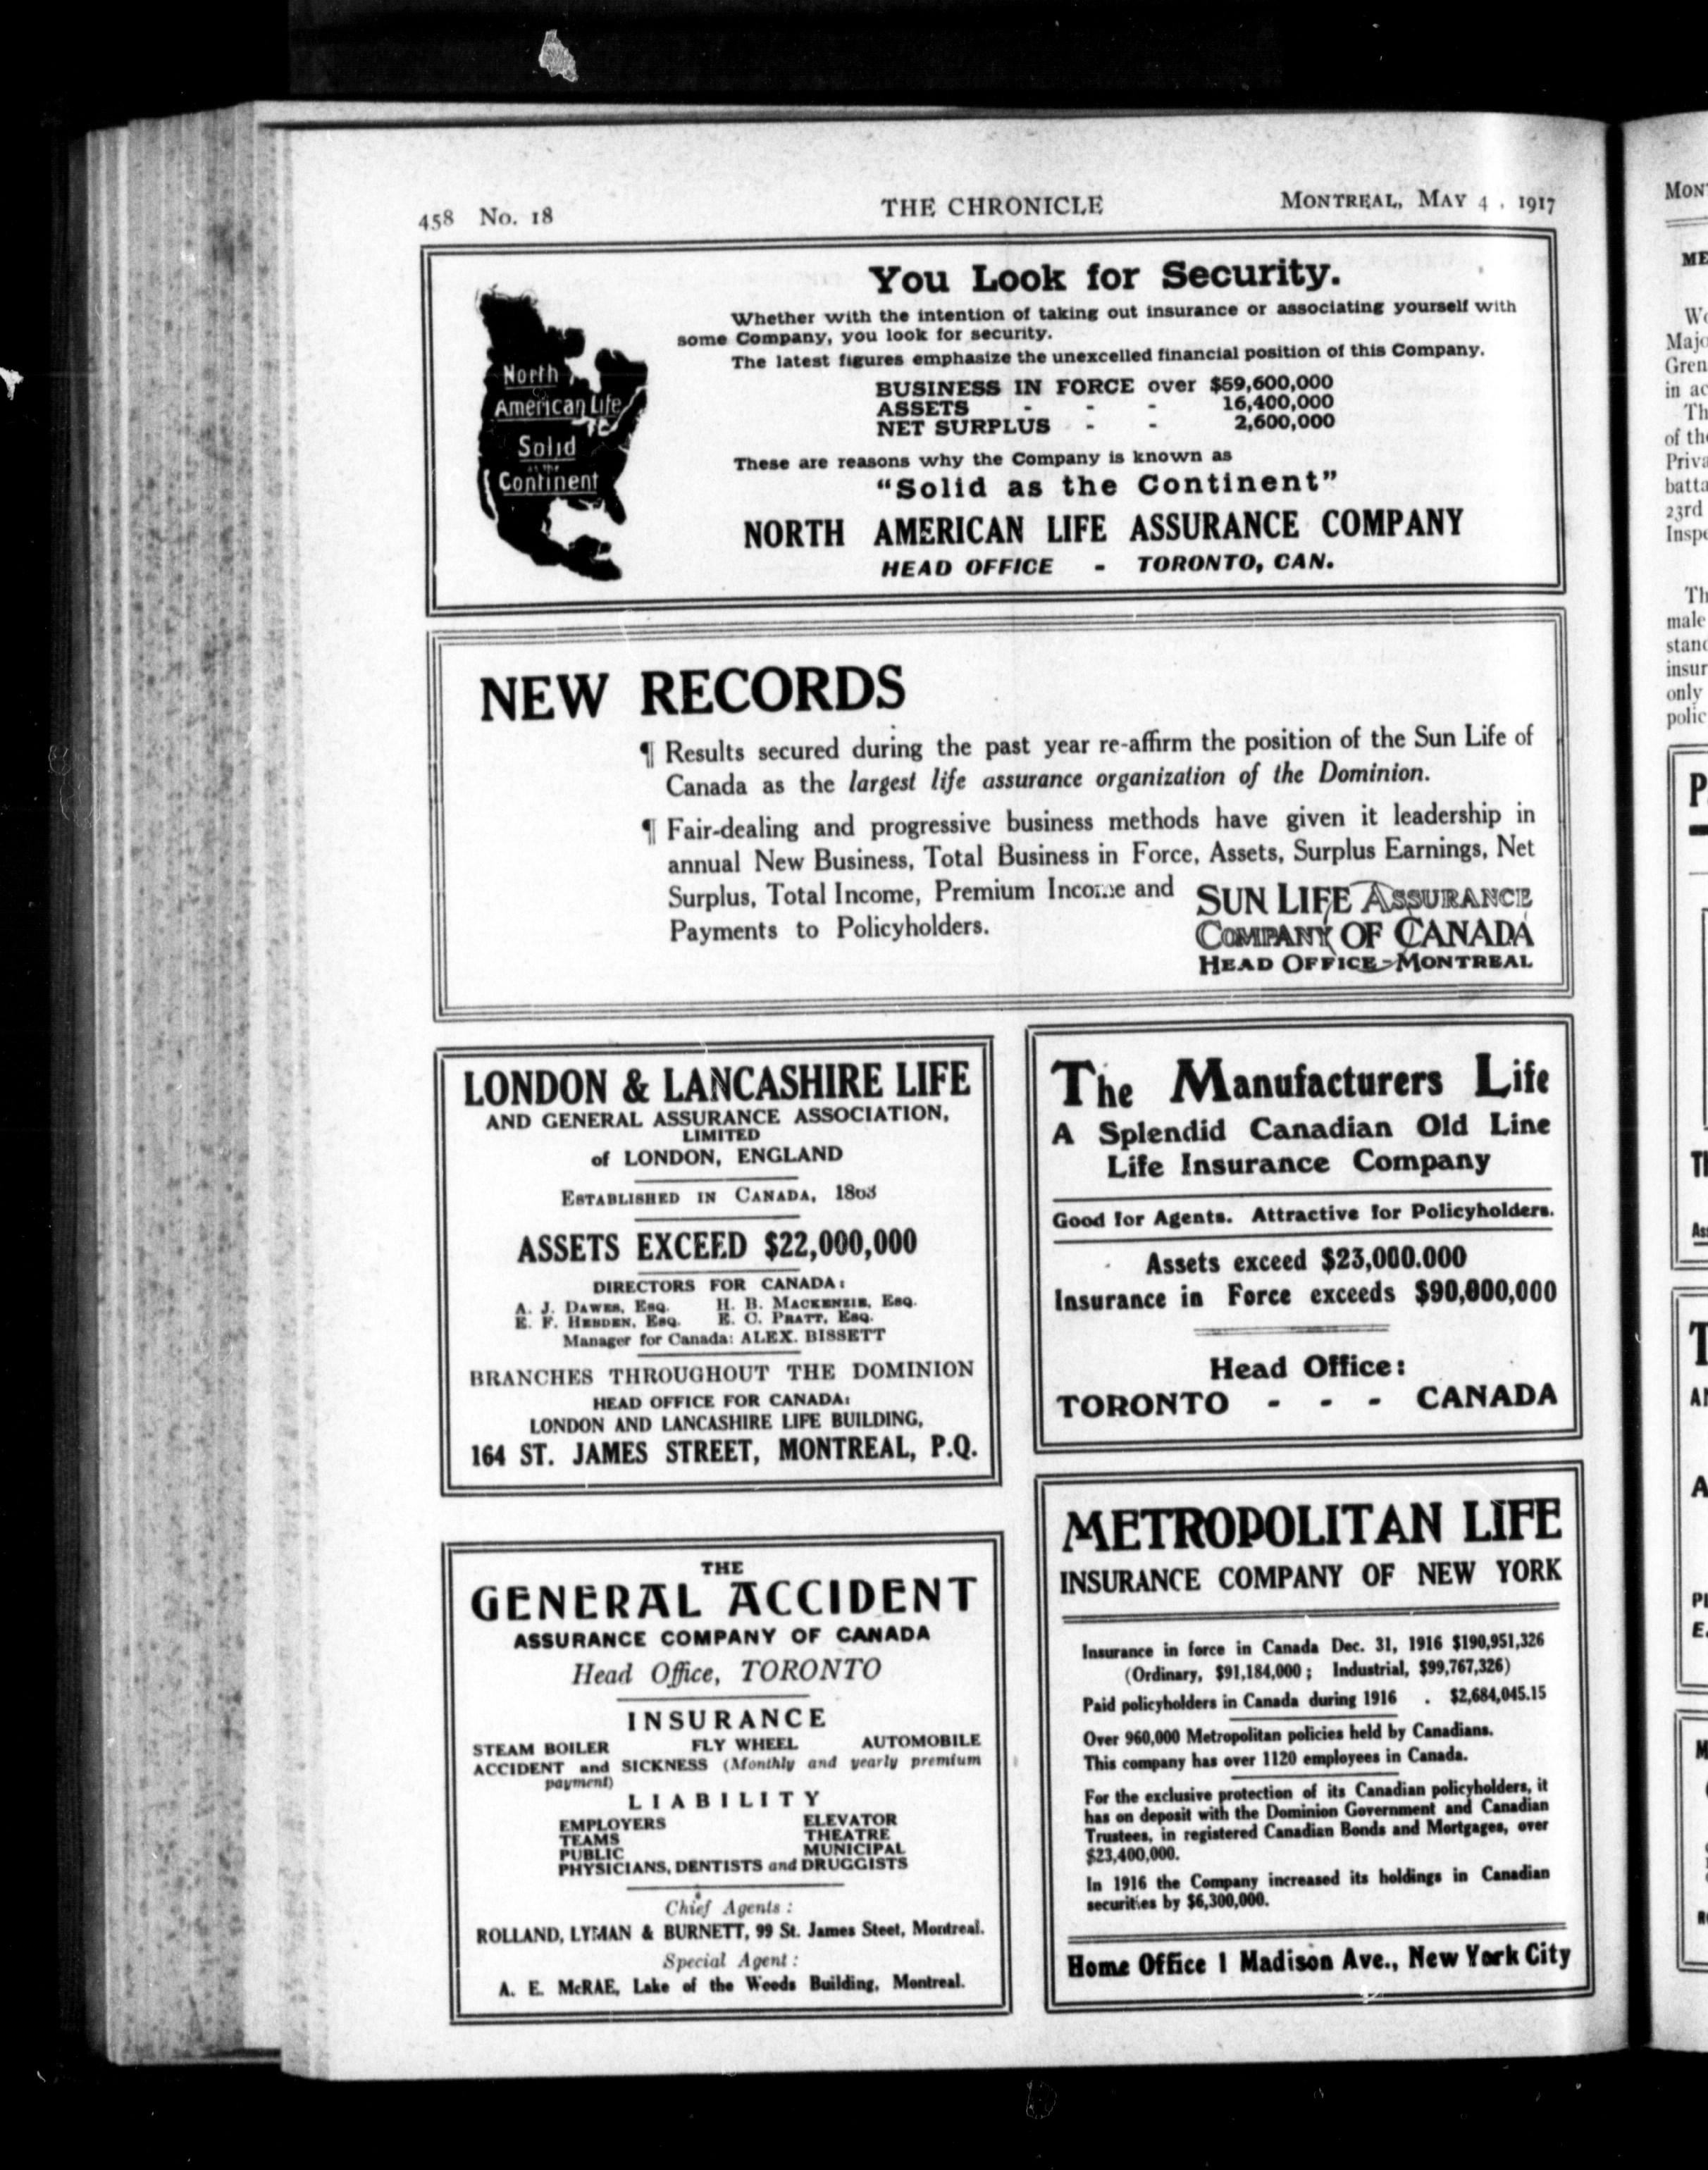 458 No. 18 THE CHRONICLE MONTREAL, MAY 4, 1917
North
American Life
Solid
as the
Continent
You Look for Security.
Whether with the intention of taking out insurance or associating yourself with
some Company, you look for security.
The latest figures emphasize the unexcelled financial position of this Company.
BUSINESS IN FORCE over $59,600,000
ASSETS - - - 16,400,000
NET SURPLUS - - 2,600,000
These are reasons why the Company is known as
"Solid as the Continent"
NORTH AMERICAN LIFE ASSURANCE COMPANY
HEAD OFFICE - TORONTO, CAN.
NEW RECORDS
¶ Results secured during the past year re-affirm the position of the Sun Life of
Canada as the largest life assurance organization of the Dominion.
¶ Fair-dealing and progressive business methods have given it leadership in
annual New Business, Total Business in Force, Assets, Surplus Earnings, Net
Surplus, Total Income, Premium Income and
Payments to Policyholders.
SUN LIFE ASSURANCE
COMPANY OF CANADA
HEAD OFFICE-MONTREAL
LONDON & LANCASHIRE LIFE
AND GENERAL ASSURANCE ASSOCIATION,
LIMITED
of LONDON, ENGLAND
ESTABLISHED IN CANADA, 1863
ASSETS EXCEED $22,000,000
DIRECTORS FOR CANADA:
A. J. DAWES, Esq. H. B. MACKENZIE, Esq.
E. F. HEBDEN, Esq. E. C. PRATT, Esq.
Manager for Canada: ALEX. BISSETT
BRANCHES THROUGHOUT THE DOMINION
HEAD OFFICE FOR CANADA:
LONDON AND LANCASHIRE LIFE BUILDING,
164 ST. JAMES STREET, MONTREAL, P.Q.
The Manufacturers Life
A Splendid Canadian Old Line
Life Insurance Company
Good for Agents. Attractive for Policyholders.
Assets exceed $23,000.000
Insurance in Force exceeds $90,000,000
Head Office:
TORONTO - - - CANADA
THE
GENERAL ACCIDENT
ASSURANCE COMPANY OF CANADA
Head Office, TORONTO
INSURANCE
STEAM BOILER FLY WHEEL AUTOMOBILE
ACCIDENT and SICKNESS (Monthly and yearly premium
payment)
LIABILITY
EMPLOYERS ELEVATOR
TEAMS THEATRE
PUBLIC MUNICIPAL
PHYSICIANS, DENTISTS and DRUGGISTS
Chief Agents:
ROLLAND, LYMAN & BURNETT, 99 St. James Steet, Montreal.
Special Agent:
A. E. McRAE, Lake of the Woods Building, Montreal.
METROPOLITAN LIFE
INSURANCE COMPANY OF NEW YORK
Insurance in force in Canada Dec. 31, 1916 $190,951,326
(Ordinary, $91,184,000; Industrial, $99,767,326)
Paid policyholders in Canada during 1916 . $2,684,045.15
Over 960,000 Metropolitan policies held by Canadians.
This company has over 1120 employees in Canada.
For the exclusive protection of its Canadian policyholders, it
has on deposit with the Dominion Government and Canadian
Trustees, in registered Canadian Bonds and Mortgages, over
$23,400,000.
In 1916 the Company increased its holdings in Canadian
securities by $6,300,000.
Home Office 1 Madison Ave., New York City